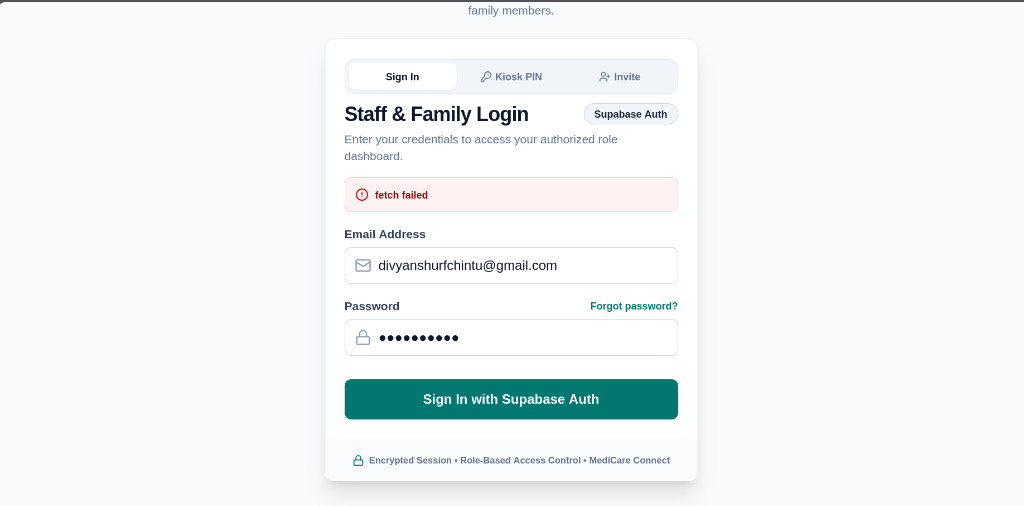 family members.
Sign In
Kiosk PIN
Invite
Staff & Family Login
Supabase Auth
Enter your credentials to access your authorized role
dashboard.
fetch failed
Email Address
divyanshurfchintu@gmail.com
Password
Forgot password?
Sign In with Supabase Auth
Encrypted Session • Role-Based Access Control • MediCare Connect